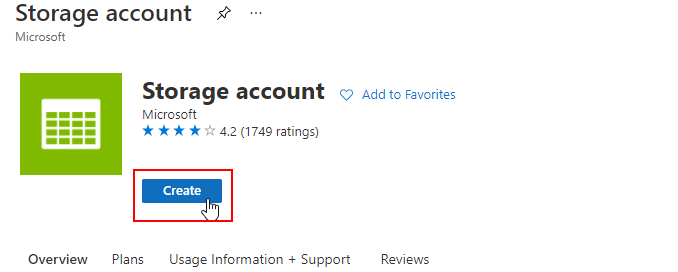 Storage account ...
Microsoft
Storage account Add to Favorites
Microsoft
4.2 (1749 ratings)
Create
Overview Plans Usage Information + Support Reviews